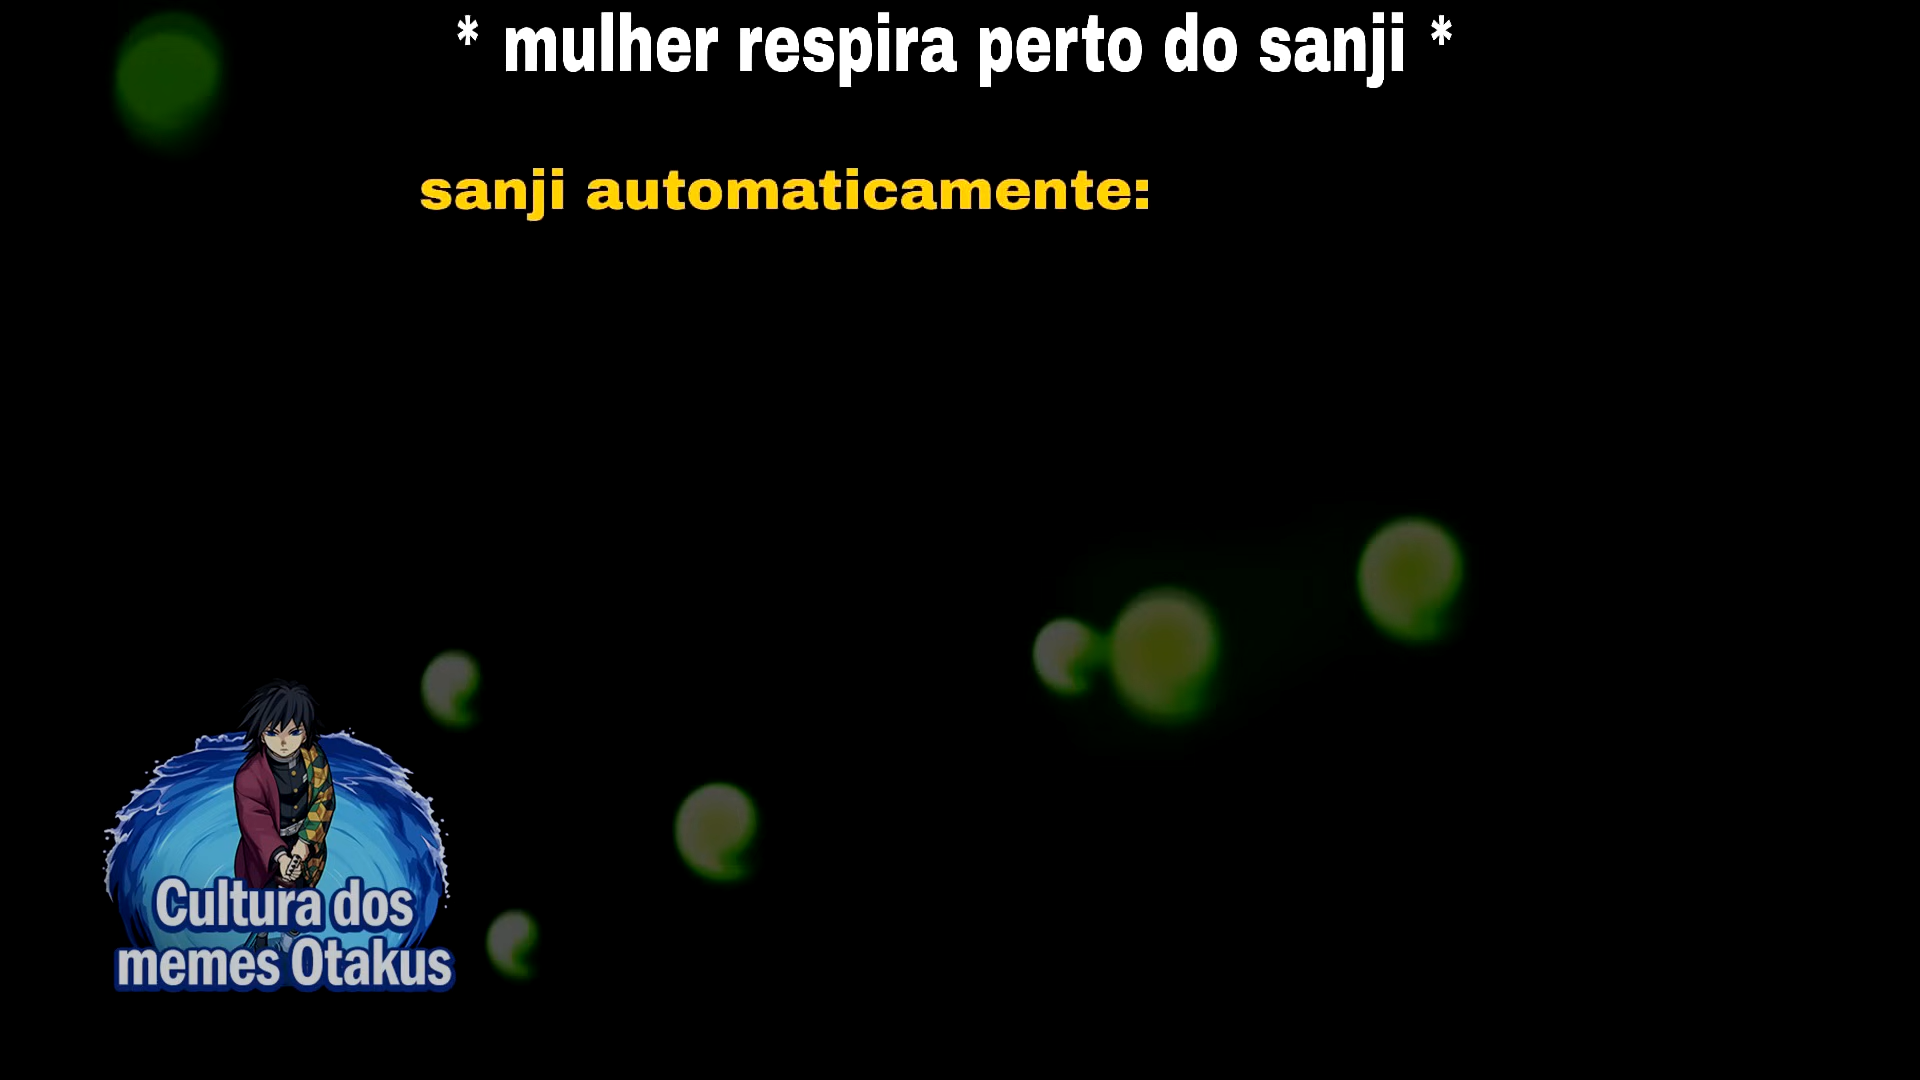 * mulher respira perto do sanji *
sanji automaticamente:
Cultura dos
memes Otakus